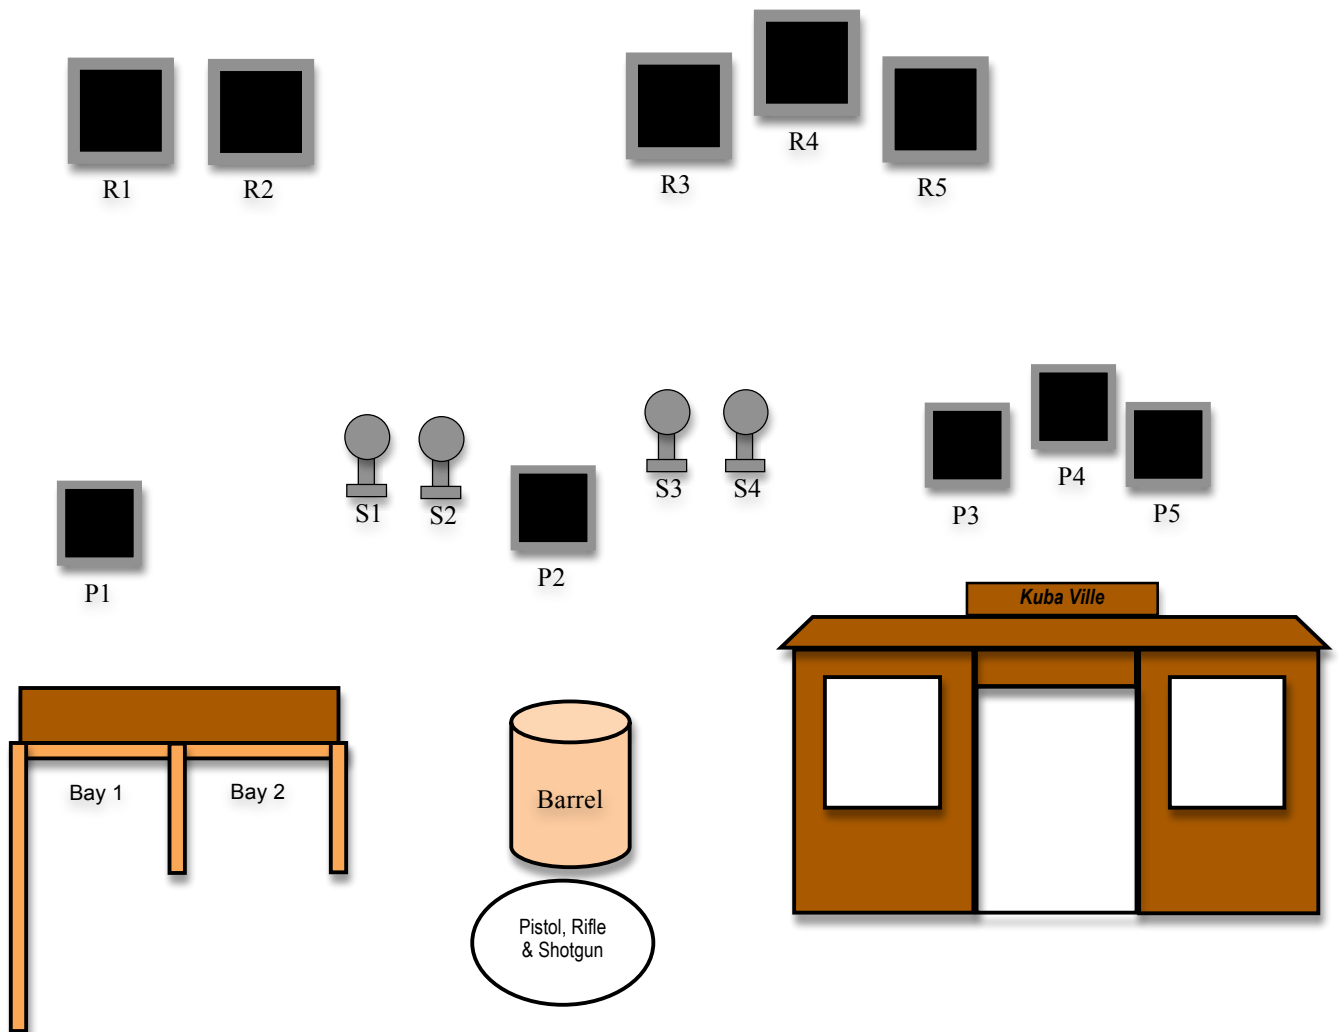 R1
R2
R3
R4
R5
S1
S2
S3
S4
P1
P2
P3
P4
P5
Kuba Ville
Bay 1
Bay 2
Barrel
Pistol, Rifle
& Shotgun